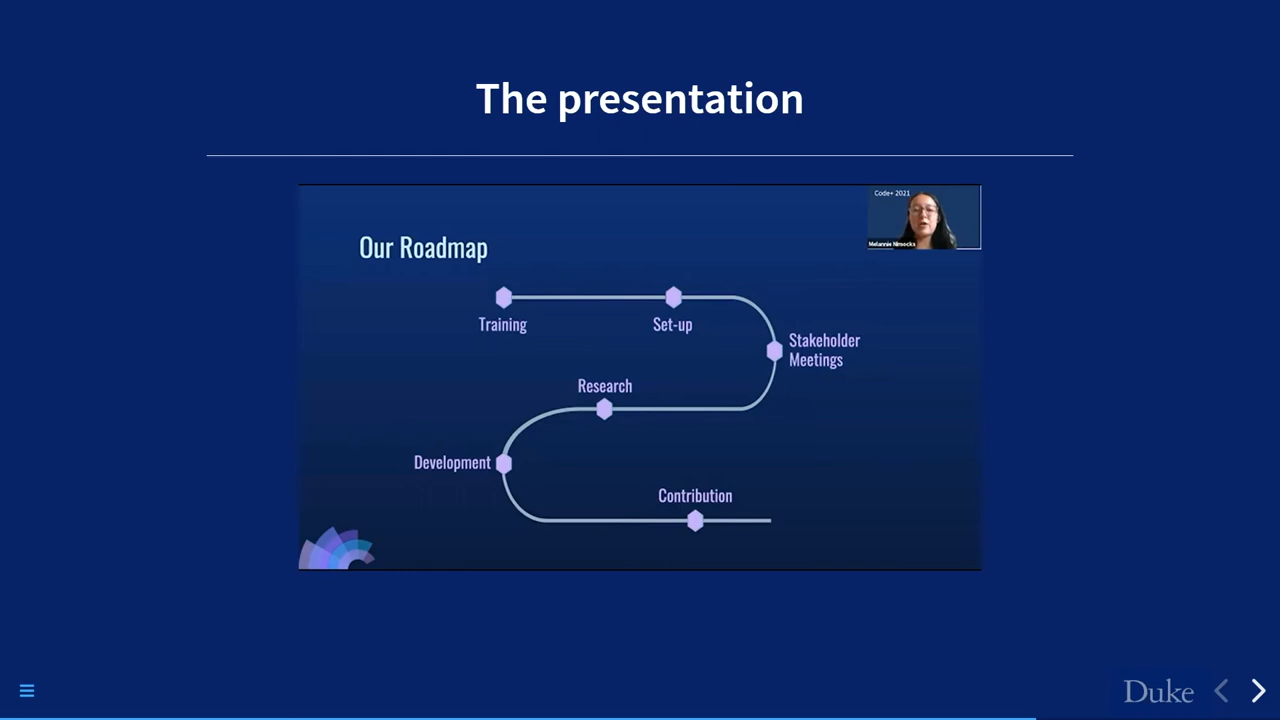 The presentation
Code+ 2021
Melannie Nimocks
Our Roadmap
Training
Set-up
Stakeholder
Meetings
Research
Development
Contribution
Duke